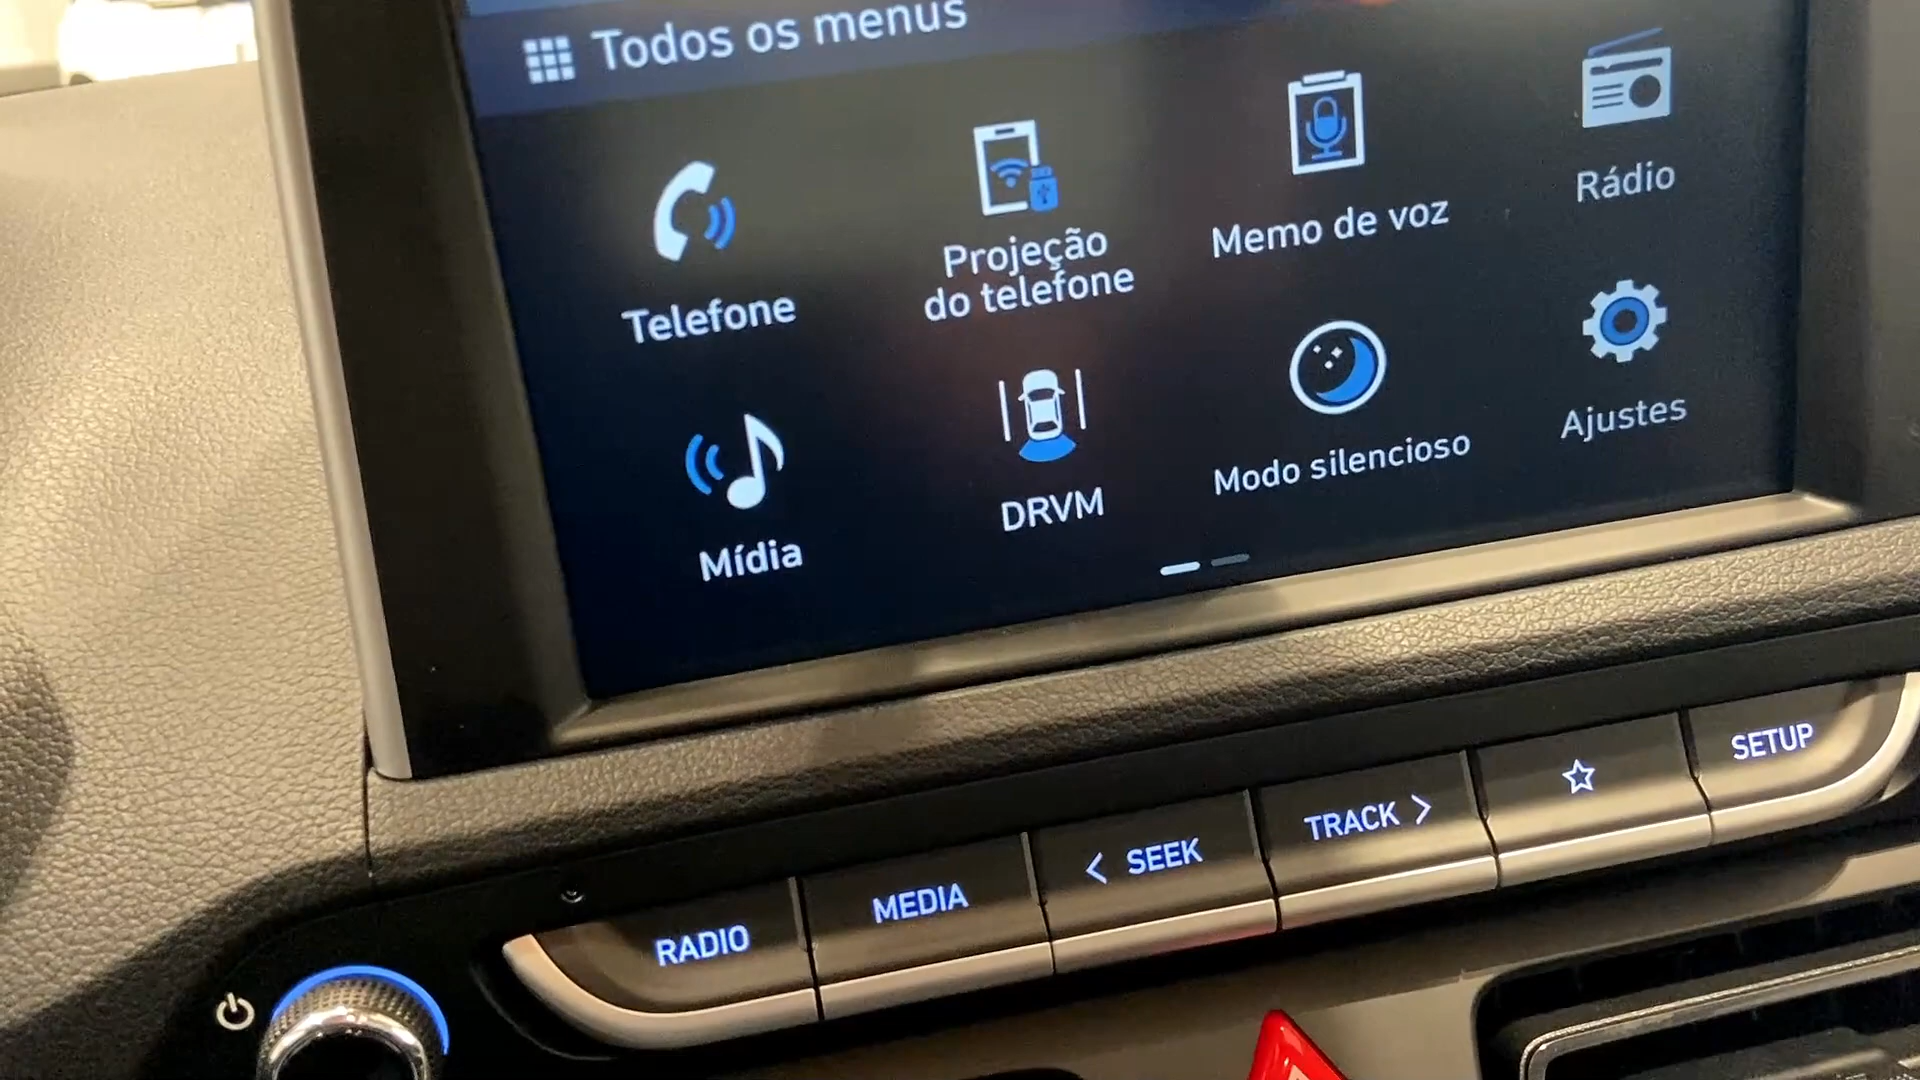 Todos os menus
Telefone
Projeção
do telefone
Memo de voz
Rádio
Mídia
DRVM
Modo silencioso
Ajustes
RADIO
MEDIA
< SEEK
TRACK >
☆
SETUP